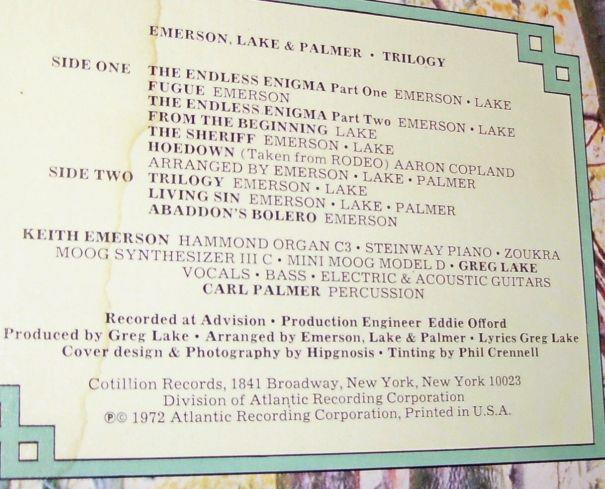 EMERSON, LAKE & PALMER • TRILOGY
SIDE ONE THE ENDLESS ENIGMA Part One EMERSON • LAKE
FUGUE EMERSON
THE ENDLESS ENIGMA Part Two EMERSON • LAKE
FROM THE BEGINNING LAKE
THE SHERIFF EMERSON • LAKE
HOEDOWN (Taken from RODEO) AARON COPLAND
ARRANGED BY EMERSON • LAKE • PALMER
SIDE TWO TRILOGY EMERSON • LAKE
LIVING SIN EMERSON • LAKE • PALMER
ABADDON'S BOLERO EMERSON
KEITH EMERSON HAMMOND ORGAN C3 • STEINWAY PIANO • ZOUKRA
MOOG SYNTHESIZER III C • MINI MOOG MODEL D • GREG LAKE
VOCALS • BASS • ELECTRIC & ACOUSTIC GUITARS
CARL PALMER PERCUSSION
Recorded at Advision • Production Engineer Eddie Offord
Produced by Greg Lake • Arranged by Emerson, Lake & Palmer • Lyrics Greg Lake
Cover design & Photography by Hipgnosis • Tinting by Phil Crennell
Cotillion Records, 1841 Broadway, New York, New York 10023
Division of Atlantic Recording Corporation
℗© 1972 Atlantic Recording Corporation, Printed in U.S.A.